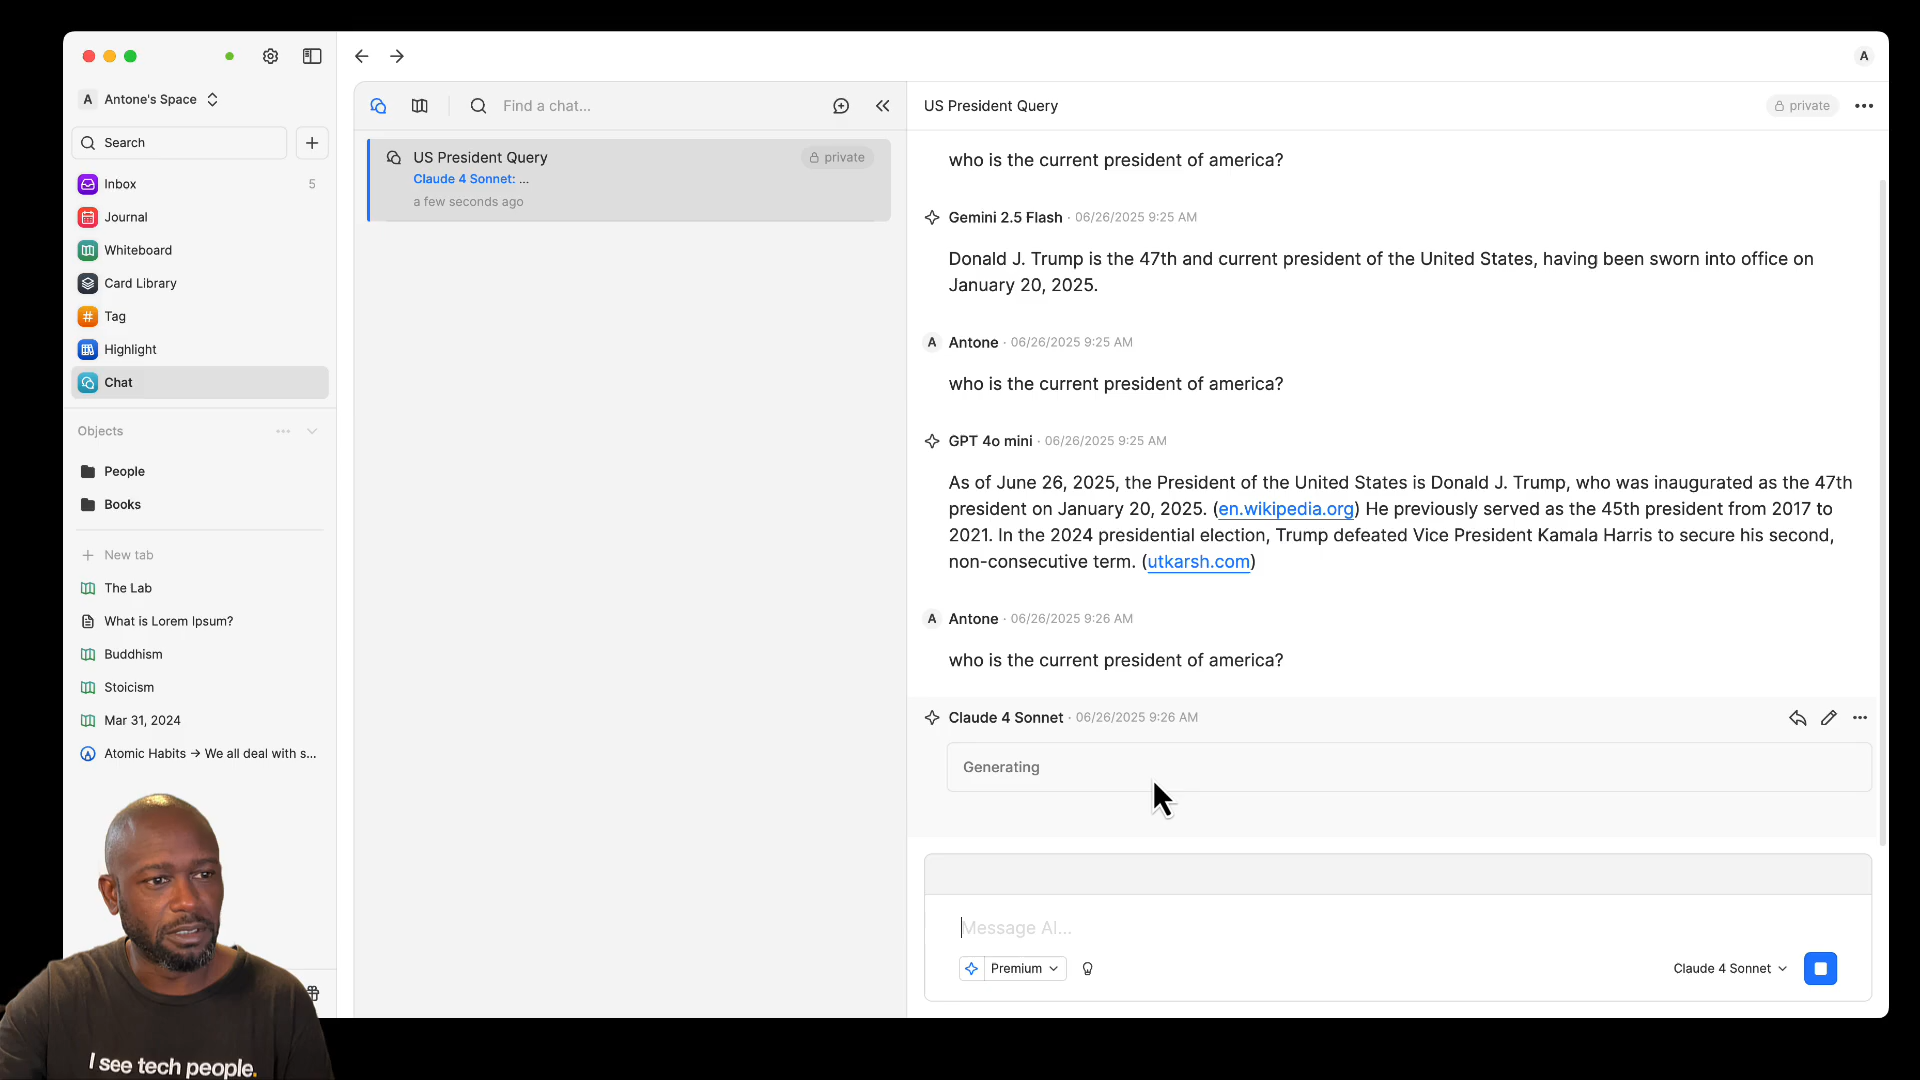 A
Antone's Space
Search
Inbox 5
Journal
Whiteboard
Card Library
Tag
Highlight
Chat
Objects
People
Books
New tab
The Lab
What is Lorem Ipsum?
Buddhism
Stoicism
Mar 31, 2024
Atomic Habits → We all deal with s...
I see tech people.
Find a chat...
US President Query
private
Claude 4 Sonnet: ...
a few seconds ago
A
US President Query
private
who is the current president of america?
Gemini 2.5 Flash · 06/26/2025 9:25 AM
Donald J. Trump is the 47th and current president of the United States, having been sworn into office on
January 20, 2025.
A Antone · 06/26/2025 9:25 AM
who is the current president of america?
GPT 4o mini · 06/26/2025 9:25 AM
As of June 26, 2025, the President of the United States is Donald J. Trump, who was inaugurated as the 47th
president on January 20, 2025. (en.wikipedia.org) He previously served as the 45th president from 2017 to
2021. In the 2024 presidential election, Trump defeated Vice President Kamala Harris to secure his second,
non-consecutive term. (utkarsh.com)
A Antone · 06/26/2025 9:26 AM
who is the current president of america?
Claude 4 Sonnet · 06/26/2025 9:26 AM
Generating
Message AI...
Premium
Claude 4 Sonnet